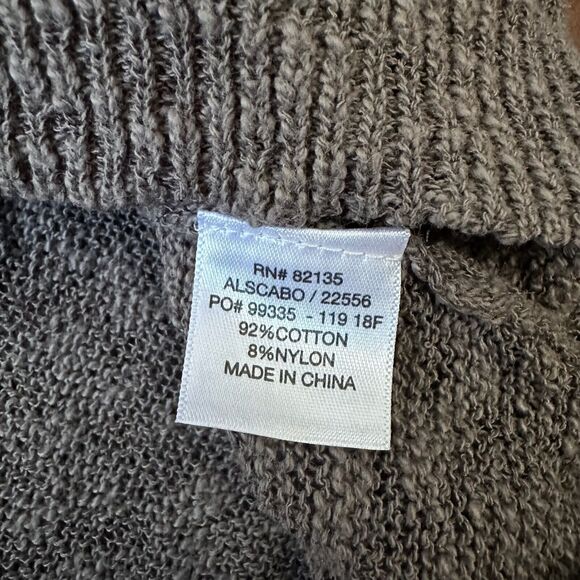 RN# 82135
ALSCABO / 22556
PO# 99335 - 119 18F
92%COTTON
8%NYLON
MADE IN CHINA